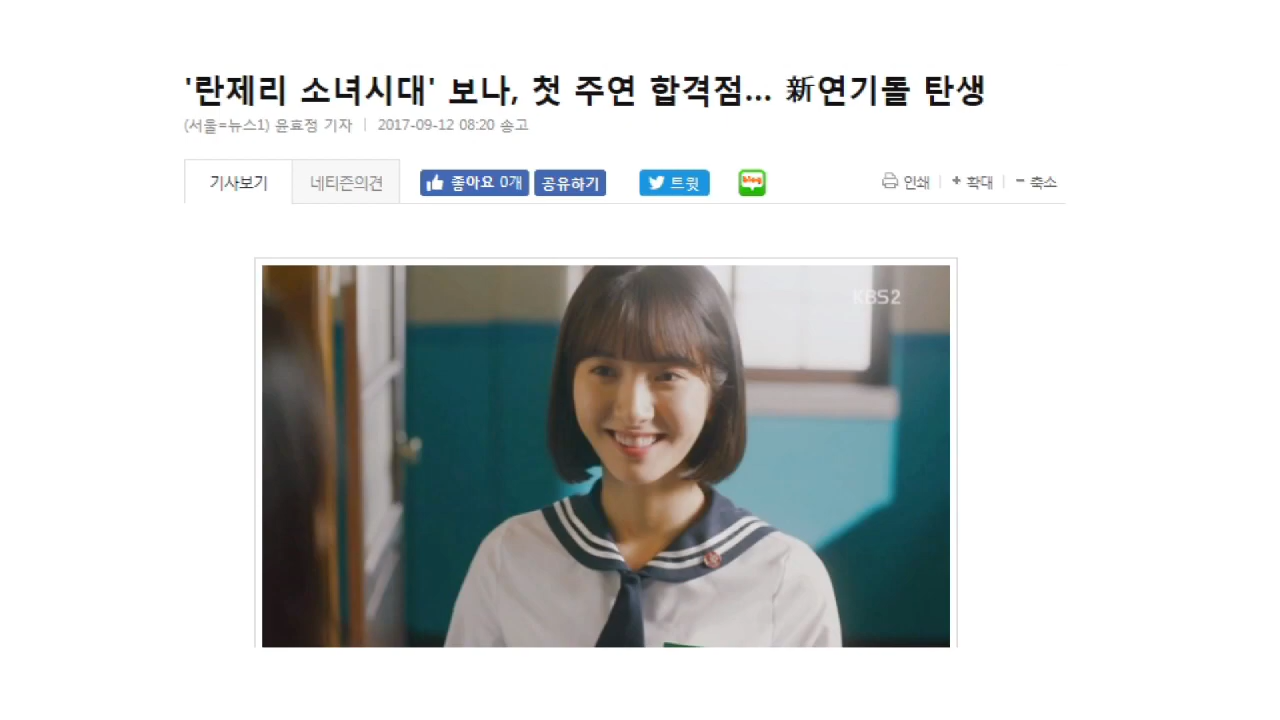 '란제리 소녀시대' 보나, 첫 주연 합격점... 新연기돌 탄생
(서울=뉴스1) 윤효정 기자 | 2017-09-12 08:20 송고
기사보기 네티즌의견 좋아요 0개 공유하기 트윗 blog 인쇄 | + 확대 | - 축소
KBS2